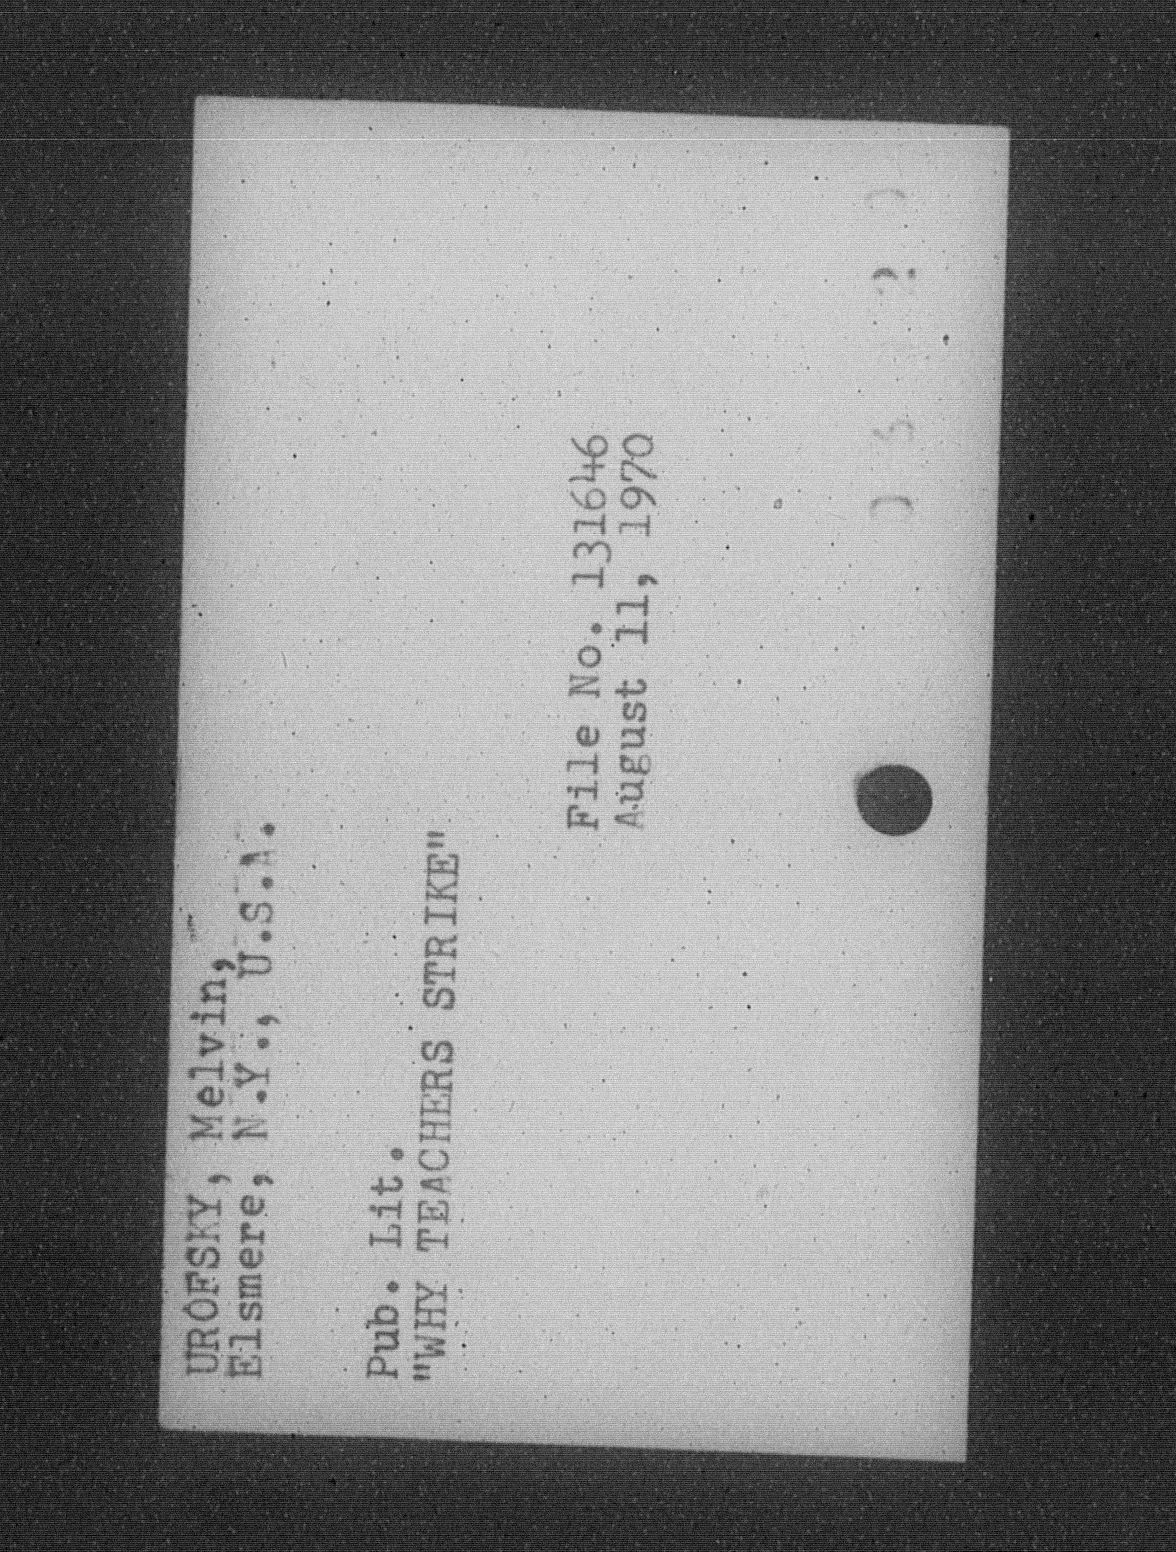 UROFSKY, Melvin,
Elsmere, N.Y., U.S.A.
Pub. Lit.
"WHY TEACHERS STRIKE"
File No. 131646
August 11, 1970